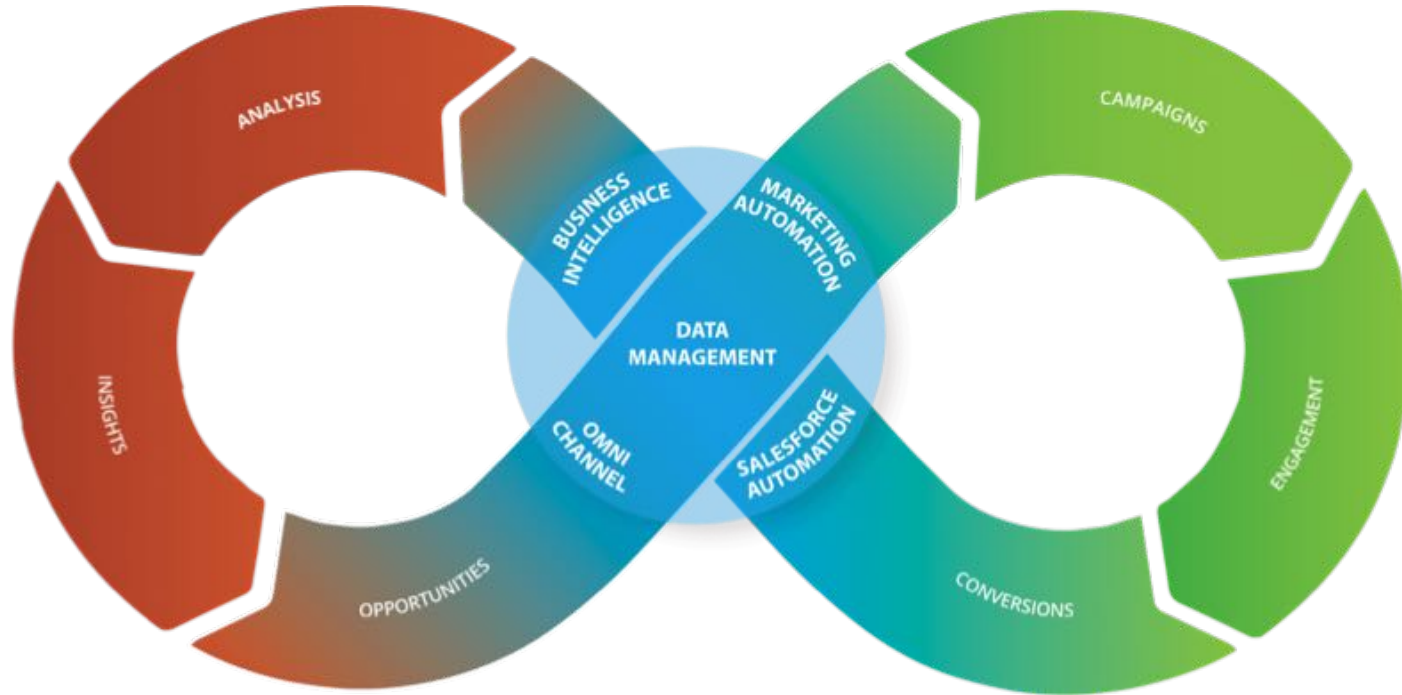 ANALYSIS
CAMPAIGNS
BUSINESS
INTELLIGENCE
MARKETING
AUTOMATION
DATA
MANAGEMENT
INSIGHTS
ENGAGEMENT
OMNI
CHANNEL
SALESFORCE
AUTOMATION
OPPORTUNITIES
CONVERSIONS